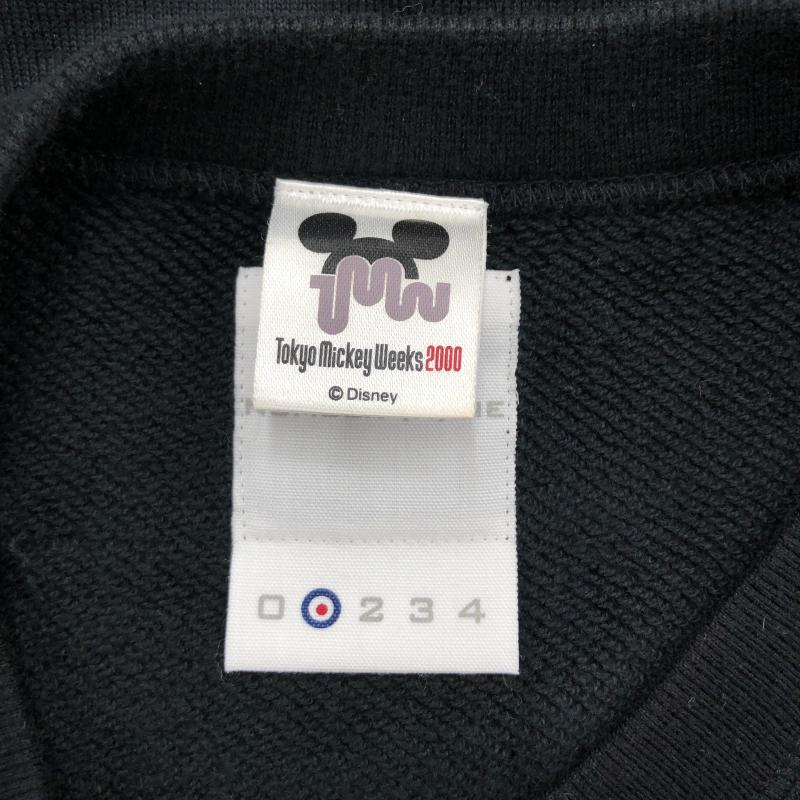 TMW
Tokyo Mickey Weeks 2000
© Disney
0 2 3 4